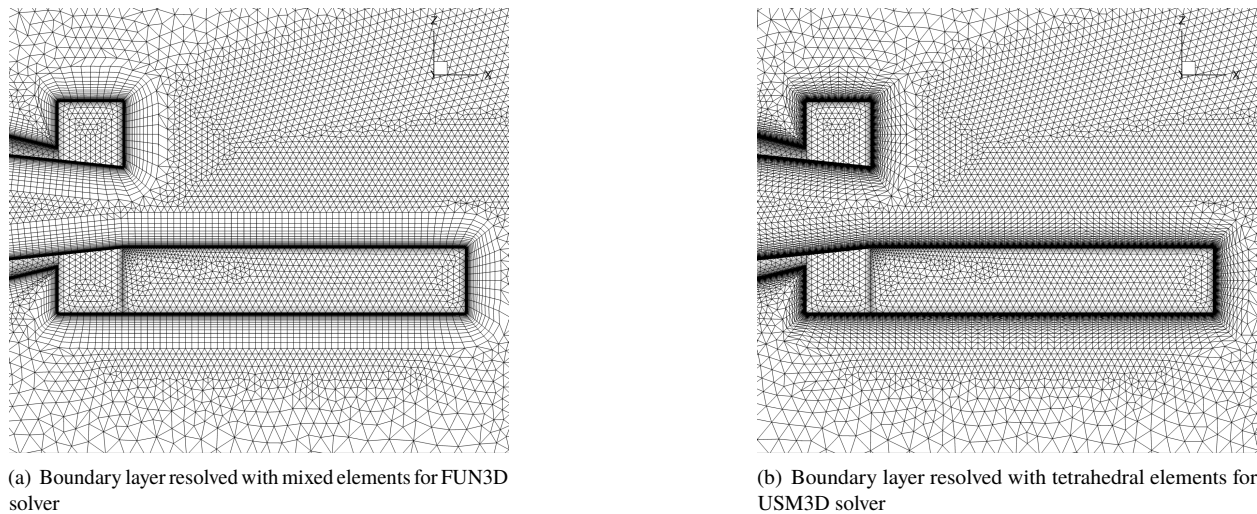 Z
X
Z
X
(a) Boundary layer resolved with mixed elements for FUN3D
solver
(b) Boundary layer resolved with tetrahedral elements for
USM3D solver